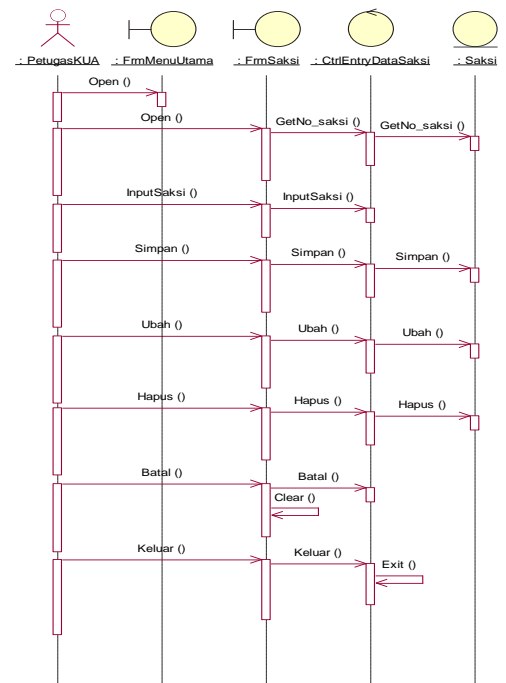 : PetugasKUA : FrmMenuUtama : FrmSaksi : CtrlEntryDataSaksi : Saksi
Open ()
Open () GetNo_saksi () GetNo_saksi ()
InputSaksi () InputSaksi ()
Simpan () Simpan () Simpan ()
Ubah () Ubah () Ubah ()
Hapus () Hapus () Hapus ()
Batal () Batal ()
Clear ()
Keluar () Keluar ()
Exit ()